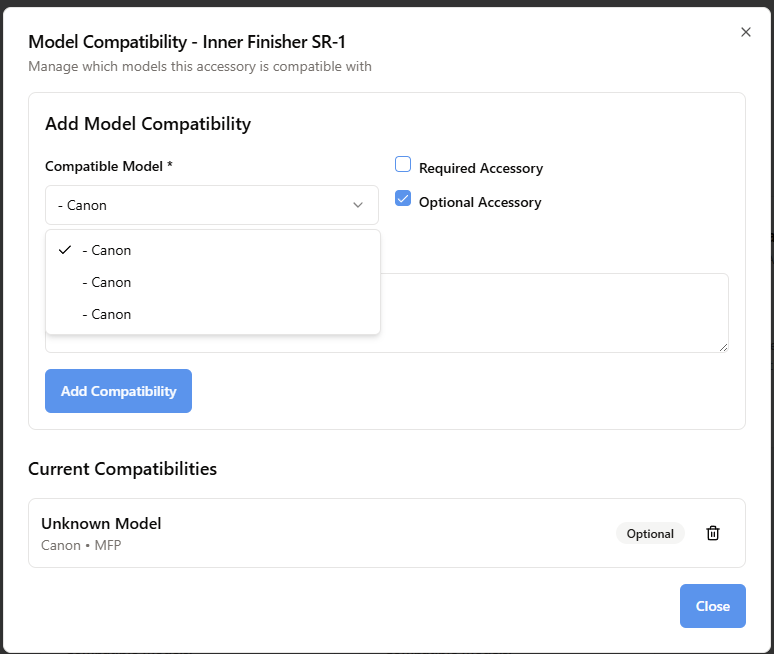 Model Compatibility - Inner Finisher SR-1
Manage which models this accessory is compatible with
Add Model Compatibility
Compatible Model *
Required Accessory
- Canon
Optional Accessory
- Canon
- Canon
- Canon
Add Compatibility
Current Compatibilities
Unknown Model
Canon • MFP
Optional
Close